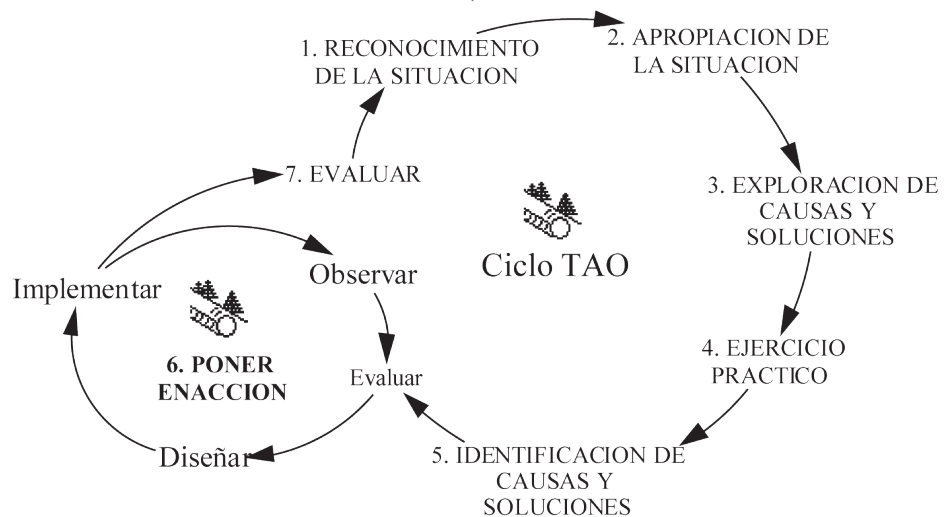 1. RECONOCIMIENTO
DE LA SITUACION
2. APROPIACION DE
LA SITUACION
3. EXPLORACION DE
CAUSAS Y
SOLUCIONES
4. EJERCICIO
PRACTICO
5. IDENTIFICACION DE
CAUSAS Y
SOLUCIONES
6. PONER
ENACCION
7. EVALUAR
Ciclo TAO
Observar
Evaluar
Diseñar
Implementar